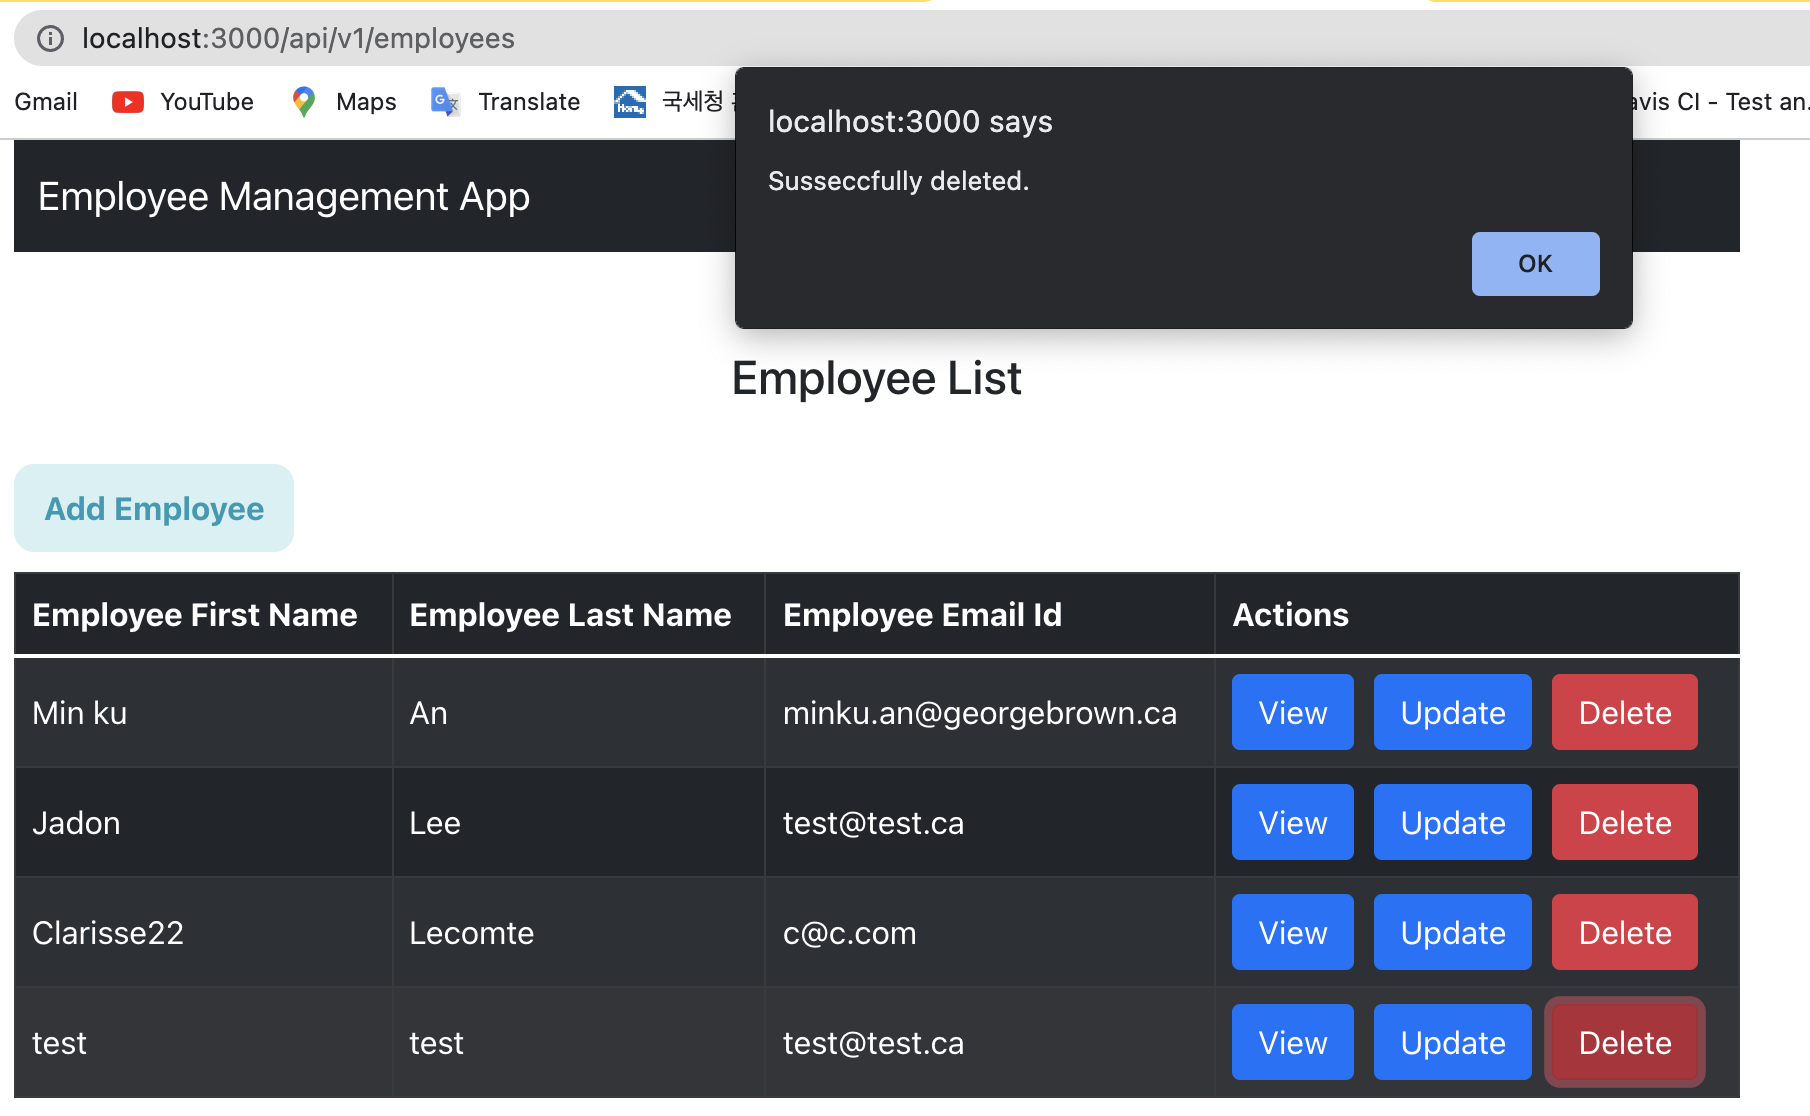 localhost:3000/api/v1/employees
Gmail YouTube Maps Translate 국세청 avis CI - Test an.
localhost:3000 says
Susseccfully deleted.
OK
Employee Management App
Employee List
Add Employee
Employee First Name Employee Last Name Employee Email Id Actions
Min ku An minku.an@georgebrown.ca View Update Delete
Jadon Lee test@test.ca View Update Delete
Clarisse22 Lecomte c@c.com View Update Delete
test test test@test.ca View Update Delete